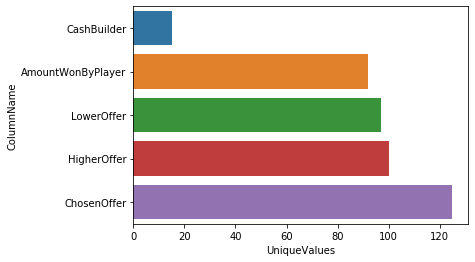 CashBuilder
AmountWonByPlayer
LowerOffer
HigherOffer
ChosenOffer
ColumnName
0 20 40 60 80 100 120
UniqueValues